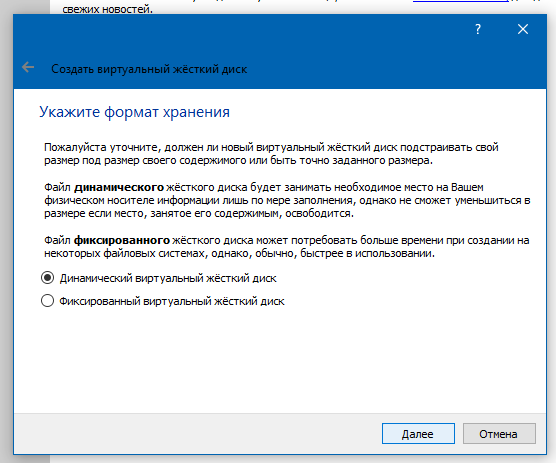 свежих новостей.
?
Создать виртуальный жёсткий диск
Укажите формат хранения
Пожалуйста уточните, должен ли новый виртуальный жёсткий диск подстраивать свой
размер под размер своего содержимого или быть точно заданного размера.
Файл динамического жёсткого диска будет занимать необходимое место на Вашем
физическом носителе информации лишь по мере заполнения, однако не сможет уменьшиться в
размере если место, занятое его содержимым, освободится.
Файл фиксированного жёсткого диска может потребовать больше времени при создании на
некоторых файловых системах, однако, обычно, быстрее в использовании.
Динамический виртуальный жёсткий диск
Фиксированный виртуальный жёсткий диск
Далее
Отмена